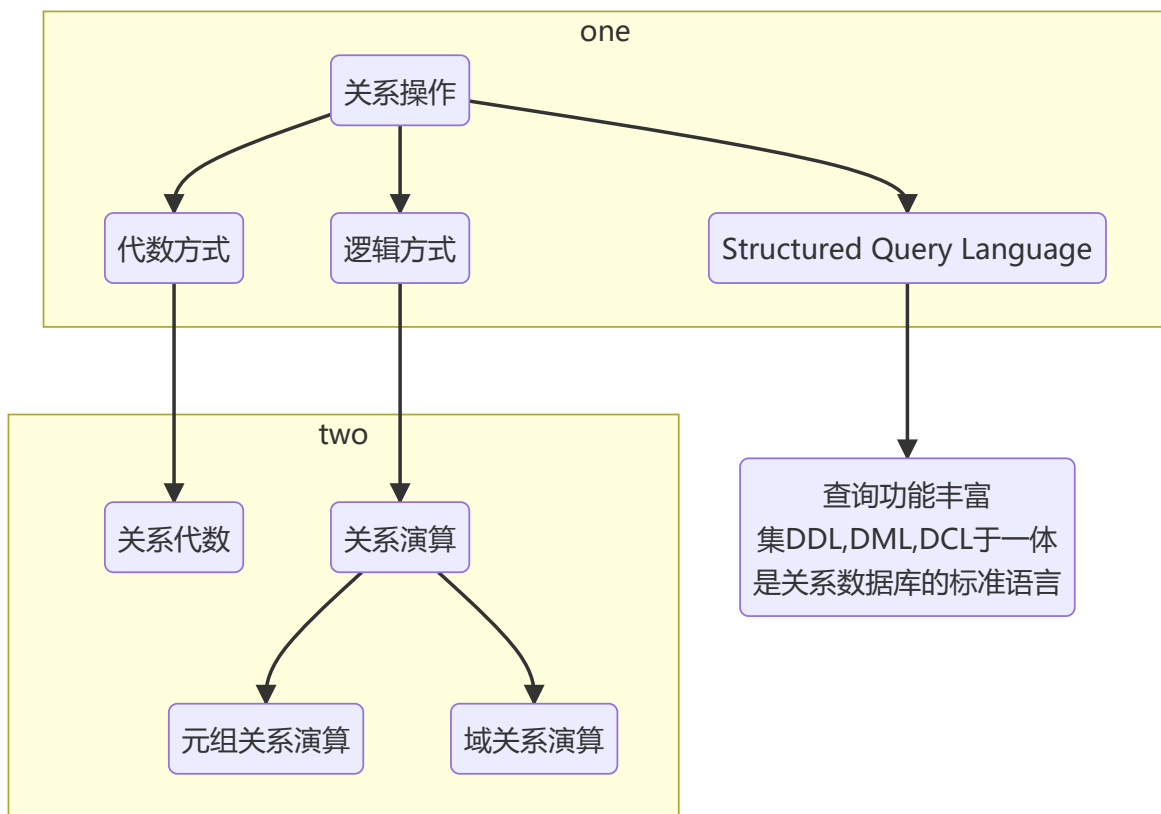 one
关系操作
代数方式
逻辑方式
Structured Query Language
two
关系代数
关系演算
查询功能丰富
集DDL,DML,DCL于一体
是关系数据库的标准语言
元组关系演算
域关系演算